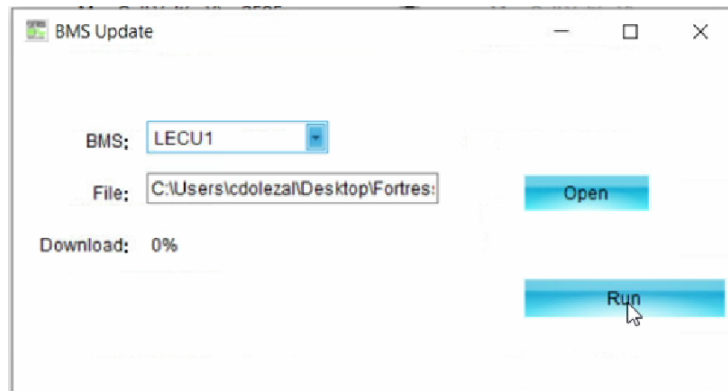 BMS Update
BMS: LECU1
File: C:\Users\cdolezal\Desktop\Fortres
Open
Download: 0%
Run